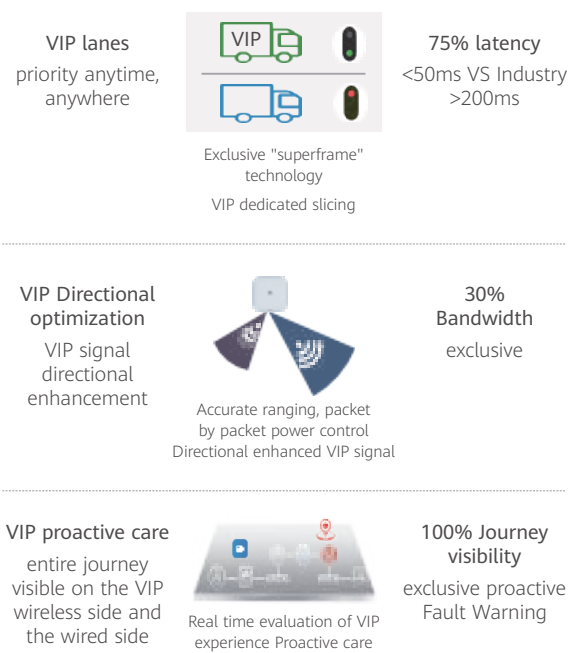 VIP lanes
priority anytime,
anywhere
VIP
Exclusive "superframe"
technology
VIP dedicated slicing
75% latency
<50ms VS Industry
>200ms
VIP Directional
optimization
VIP signal
directional
enhancement
Accurate ranging, packet
by packet power control
Directional enhanced VIP signal
30%
Bandwidth
exclusive
VIP proactive care
entire journey
visible on the VIP
wireless side and
the wired side
Real time evaluation of VIP
experience Proactive care
100% Journey
visibility
exclusive proactive
Fault Warning